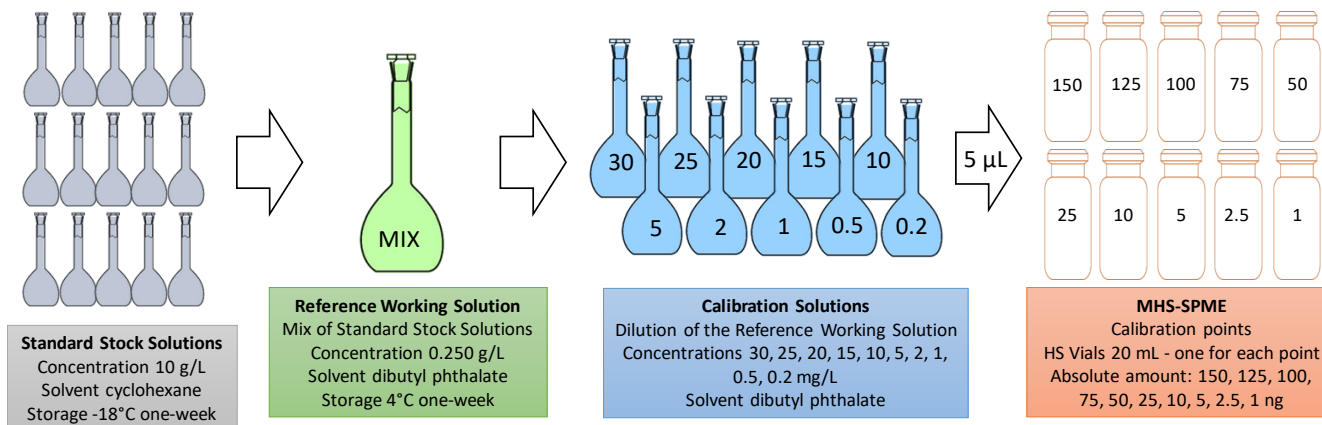 MIX
30 25 20 15 10
5 2 1 0.5 0.2
5 µL
150 125 100 75 50
25 10 5 2.5 1
Standard Stock Solutions
Concentration 10 g/L
Solvent cyclohexane
Storage -18°C one-week
Reference Working Solution
Mix of Standard Stock Solutions
Concentration 0.250 g/L
Solvent dibutyl phthalate
Storage 4°C one-week
Calibration Solutions
Dilution of the Reference Working Solution
Concentrations 30, 25, 20, 15, 10, 5, 2, 1,
0.5, 0.2 mg/L
Solvent dibutyl phthalate
MHS-SPME
Calibration points
HS Vials 20 mL - one for each point
Absolute amount: 150, 125, 100,
75, 50, 25, 10, 5, 2.5, 1 ng